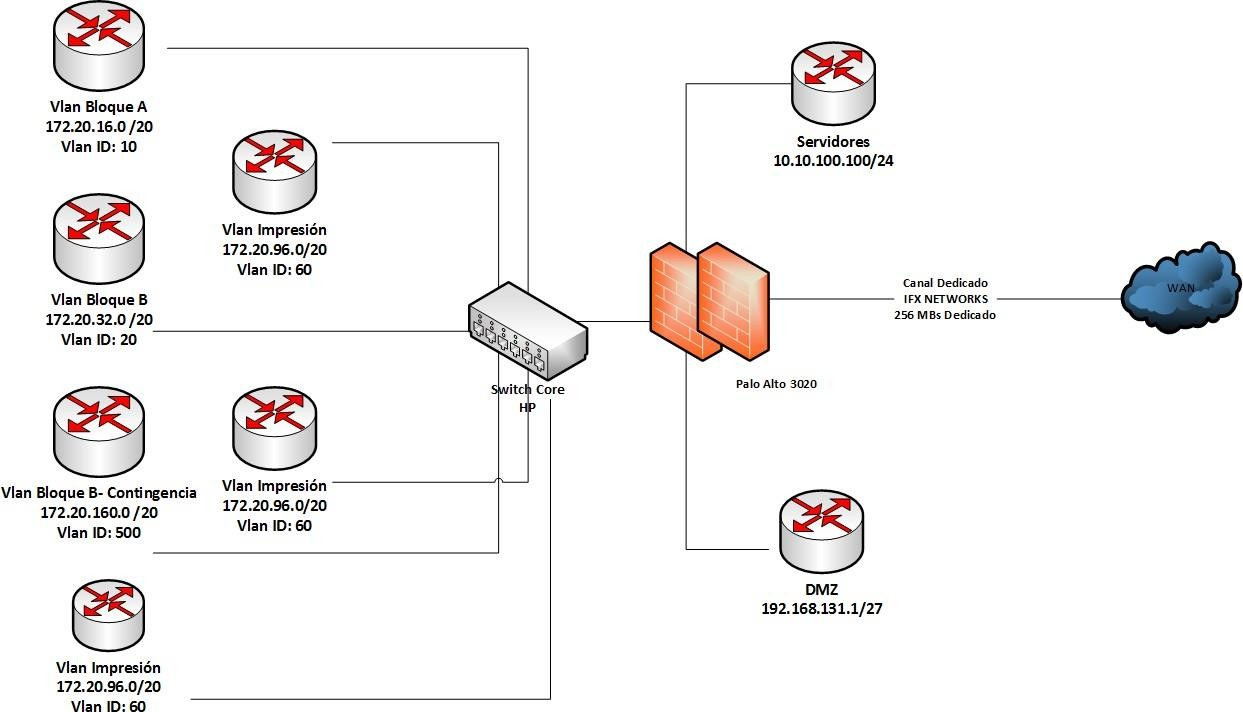 Vlan Bloque A
172.20.16.0 /20
Vlan ID: 10
Vlan Impresión
172.20.96.0/20
Vlan ID: 60
Vlan Bloque B
172.20.32.0 /20
Vlan ID: 20
Vlan Bloque B- Contingencia
172.20.160.0 /20
Vlan ID: 500
Vlan Impresión
172.20.96.0/20
Vlan ID: 60
Vlan Impresión
172.20.96.0/20
Vlan ID: 60
Switch Core
HP
Servidores
10.10.100.100/24
Palo Alto 3020
Canal Dedicado
IFX NETWORKS
256 MBs Dedicado
WAN
DMZ
192.168.131.1/27